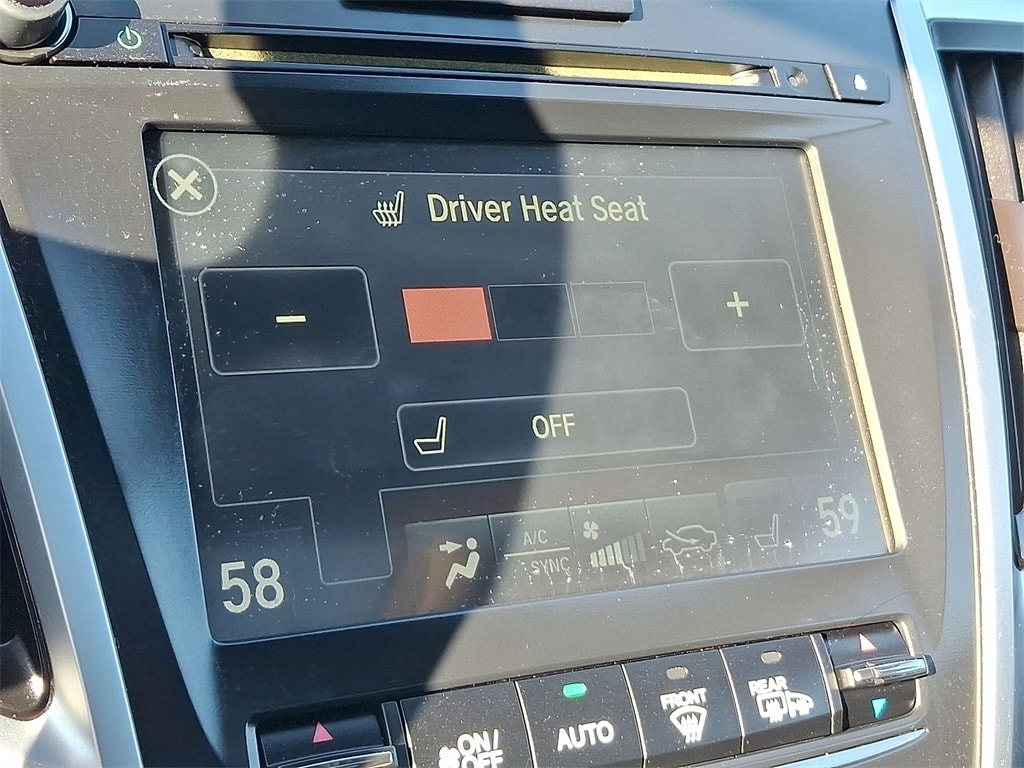 Driver Heat Seat
−
+
OFF
A/C
SYNC
58
59
ON/
OFF
AUTO
FRONT
REAR